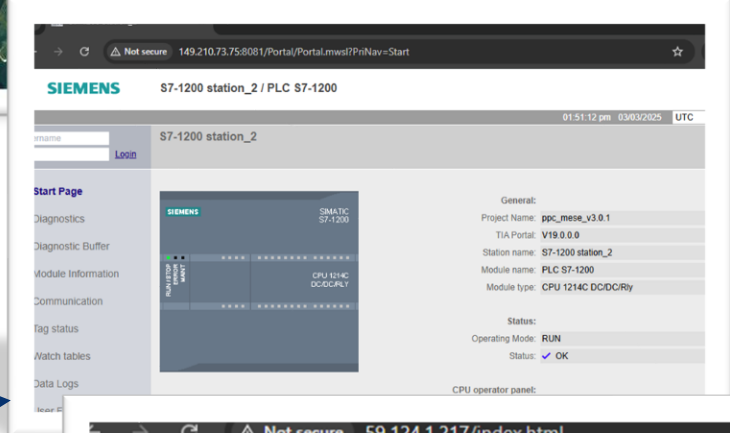 Not secure 149.210.73.75:8081/Portal/Portal.mwsl?PriNav=Start
SIEMENS S7-1200 station_2 / PLC S7-1200
01:51:12 pm 03/03/2025 UTC
S7-1200 station_2
Login
Start Page
Diagnostics
Diagnostic Buffer
Module Information
Communication
Tag status
Watch tables
Data Logs
SIEMENS SIMATIC
S7-1200
RUN / STOP
ERROR
MAINT
CPU 1214C
DC/DC/RLY
General:
Project Name: ppc_mese_v3.0.1
TIA Portal: V19.0.0.0
Station name: S7-1200 station_2
Module name: PLC S7-1200
Module type: CPU 1214C DC/DC/Rly
Status:
Operating Mode: RUN
Status: OK
CPU operator panel:
Not secure 59.124.1.217/index.html